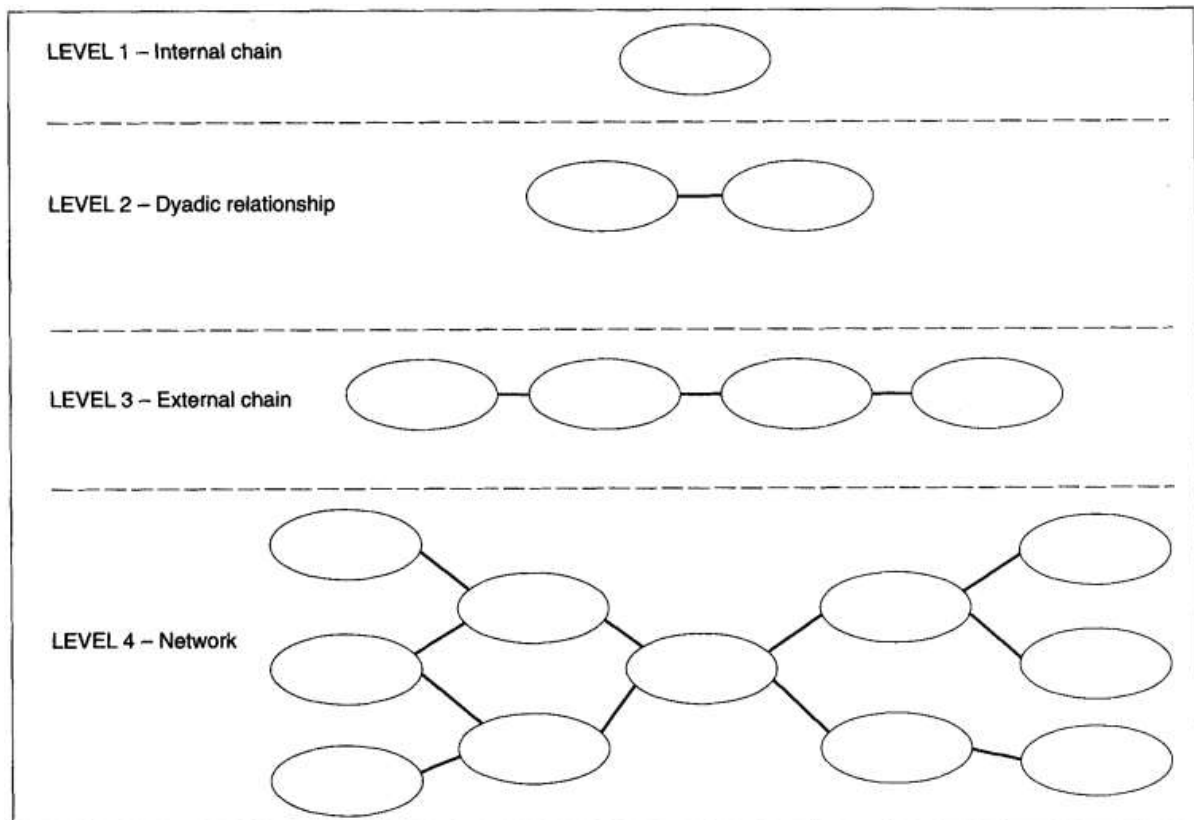 LEVEL 1 – Internal chain
LEVEL 2 – Dyadic relationship
LEVEL 3 – External chain
LEVEL 4 – Network